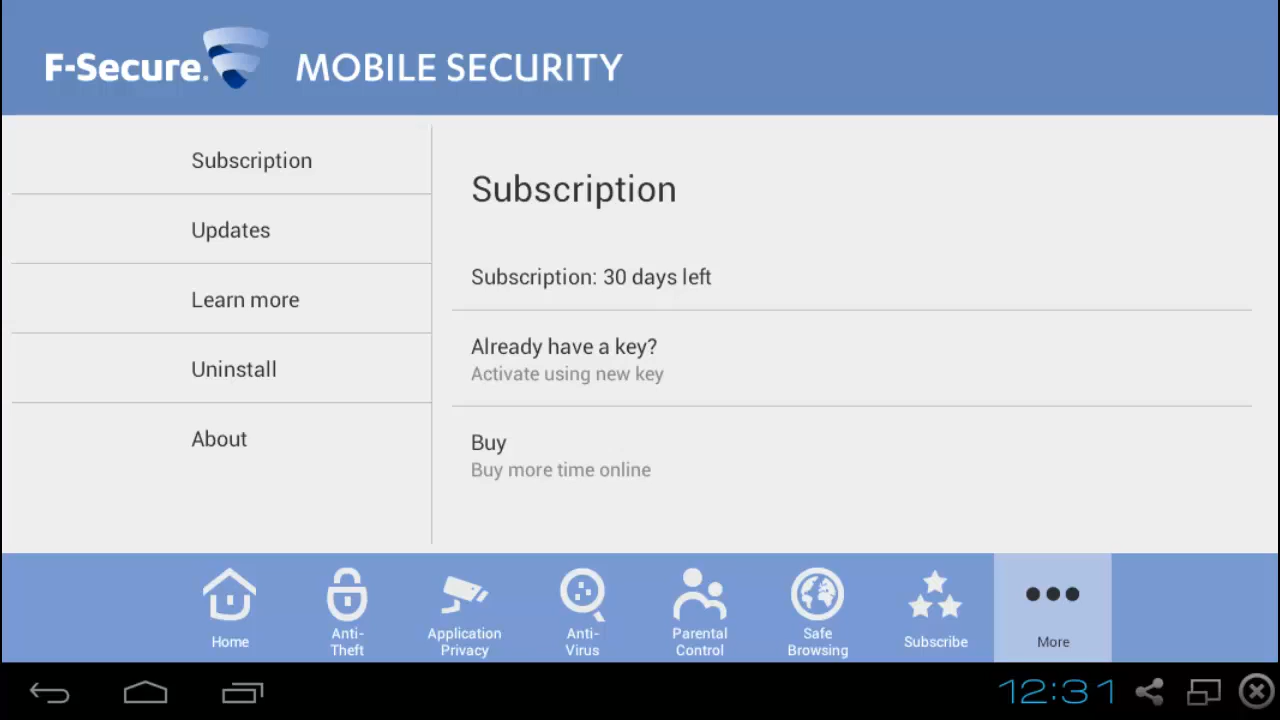 F-Secure. MOBILE SECURITY
Subscription
Updates
Learn more
Uninstall
About
Subscription
Subscription: 30 days left
Already have a key?
Activate using new key
Buy
Buy more time online
Home
Anti-
Theft
Application
Privacy
Anti-
Virus
Parental
Control
Safe
Browsing
Subscribe
More
12:31